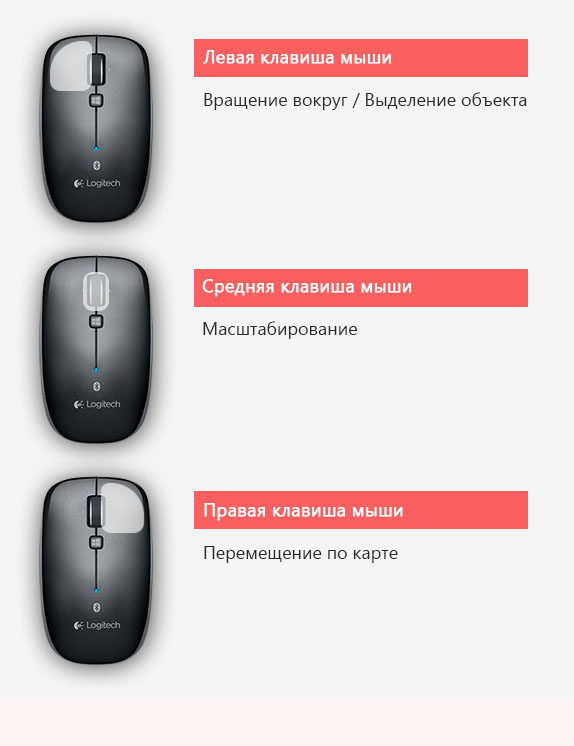 Левая клавиша мыши
Вращение вокруг / Выделение объекта
Logitech
Средняя клавиша мыши
Масштабирование
Logitech
Правая клавиша мыши
Перемещение по карте
Logitech